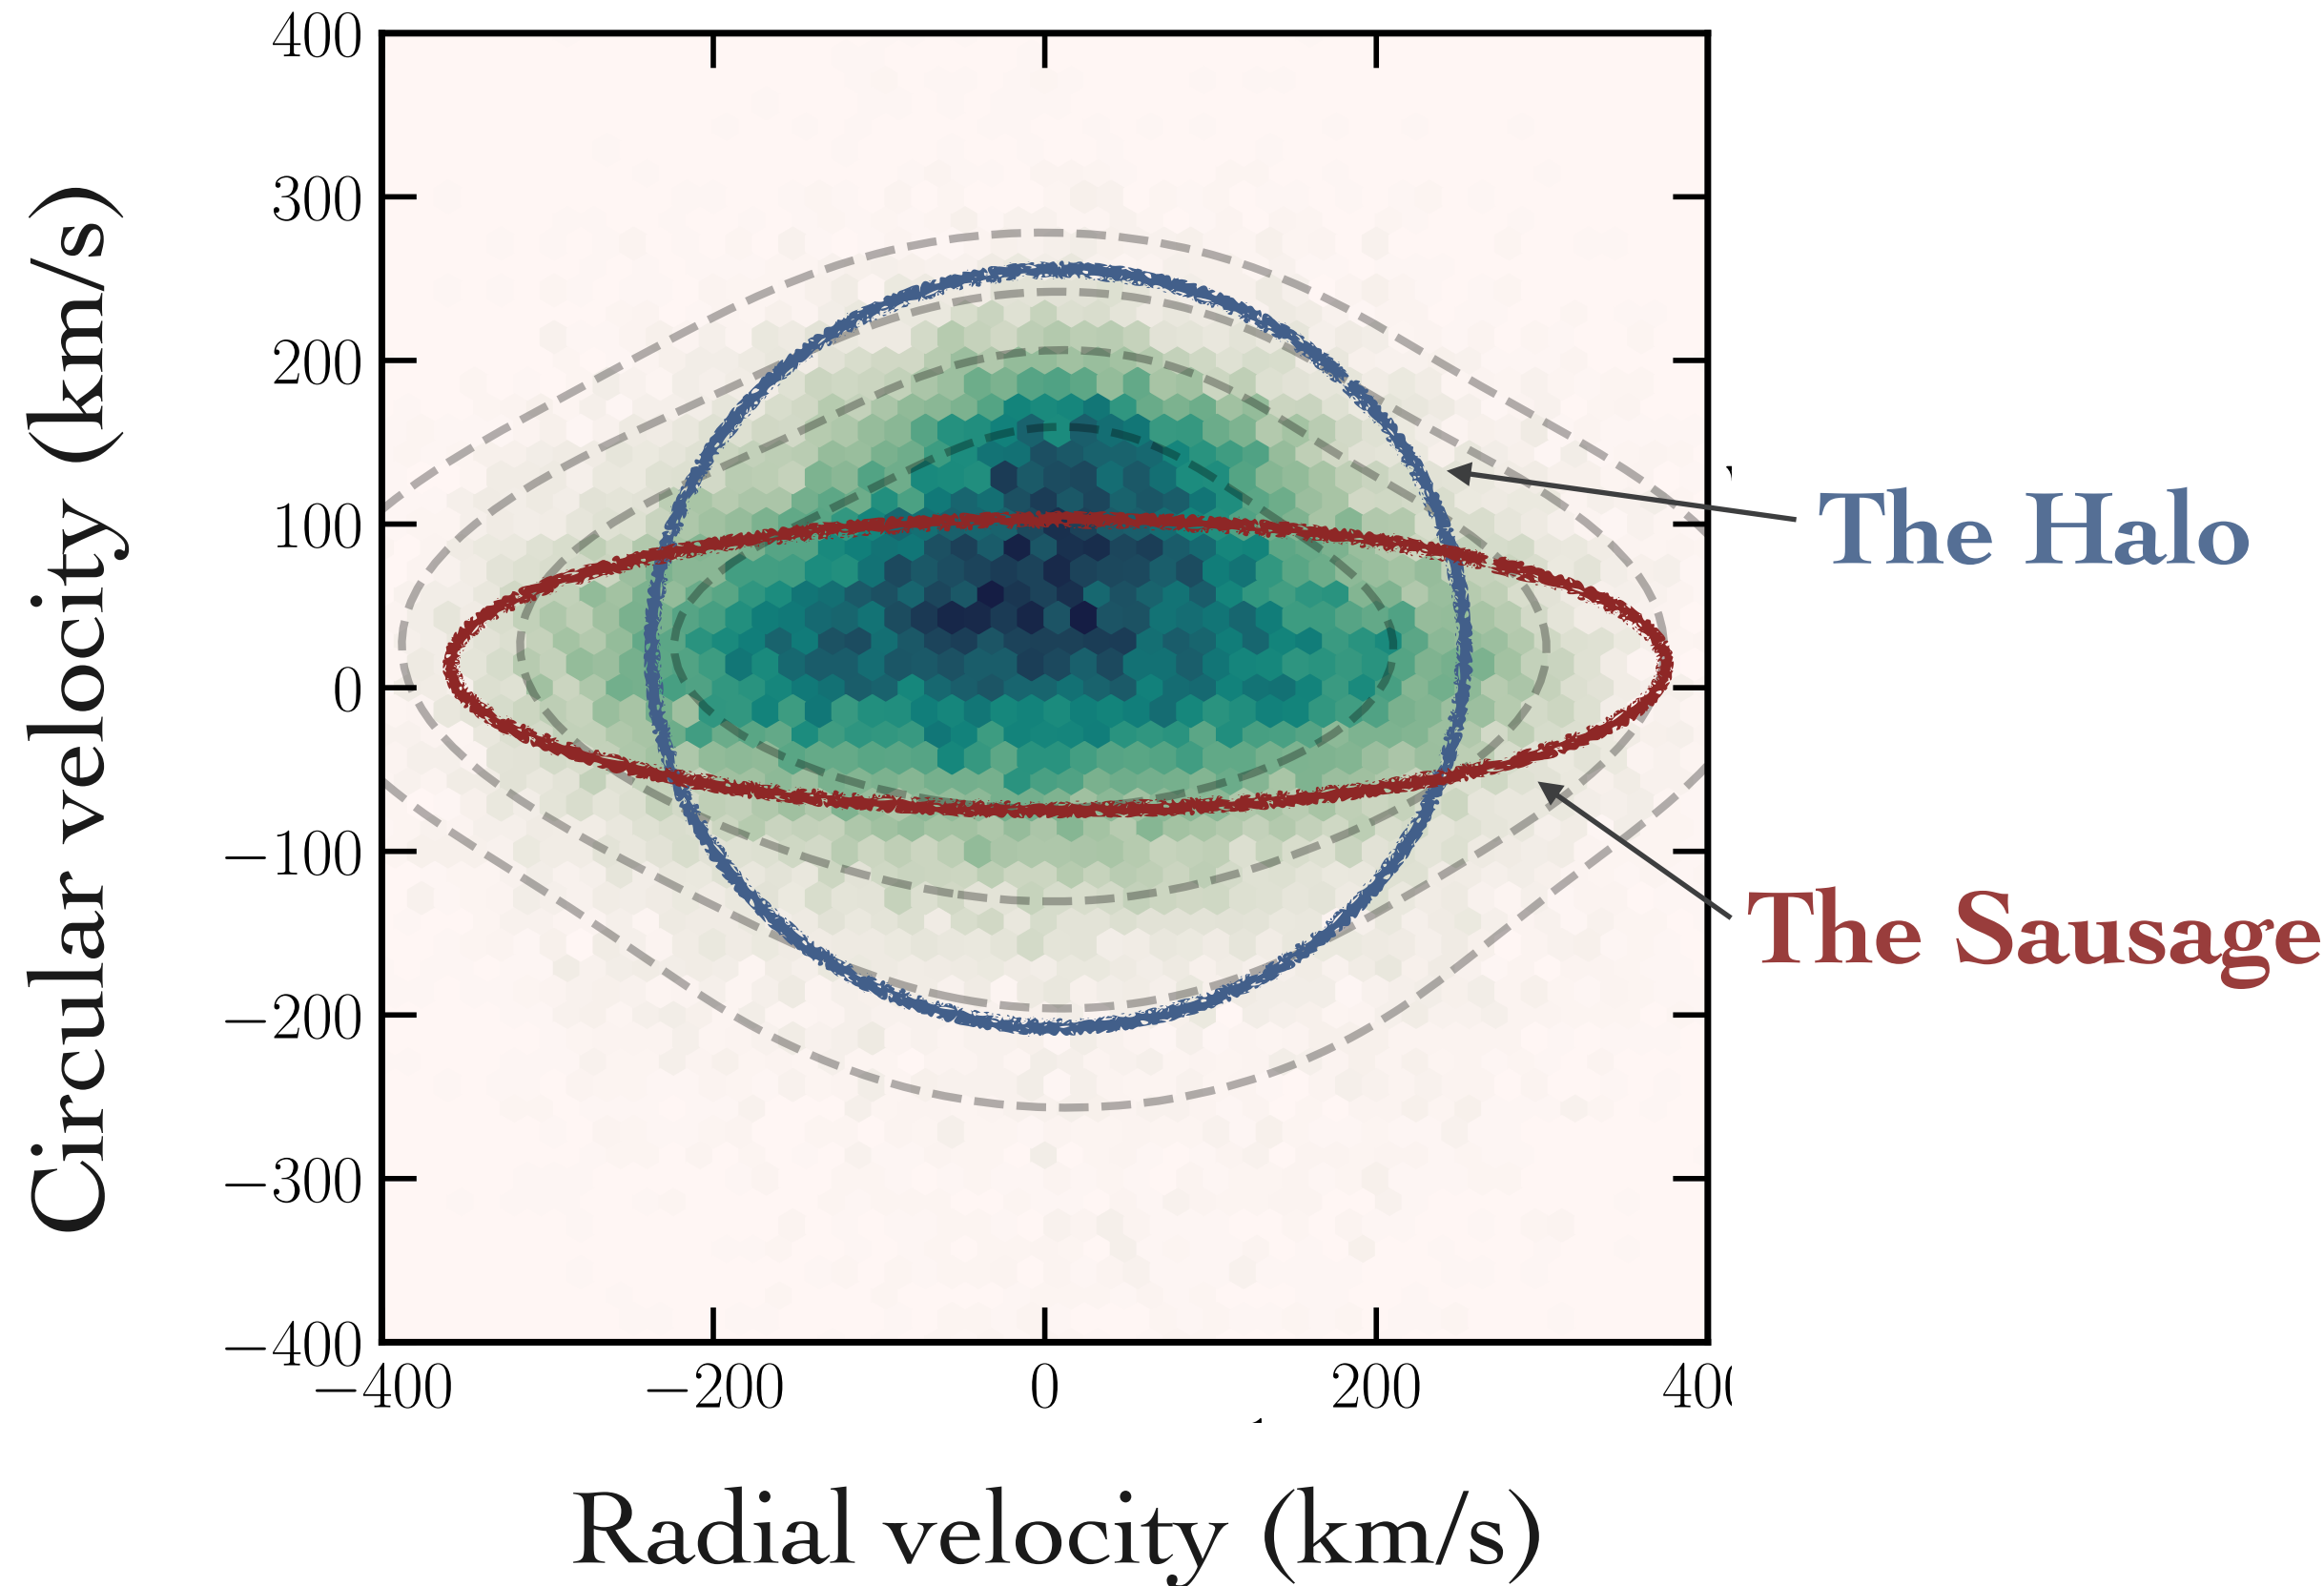 Circular velocity (km/s)
400
300
200
100
0
−100
−200
−300
−400
−400 −200 0 200
Radial velocity (km/s)
The Halo
The Sausage